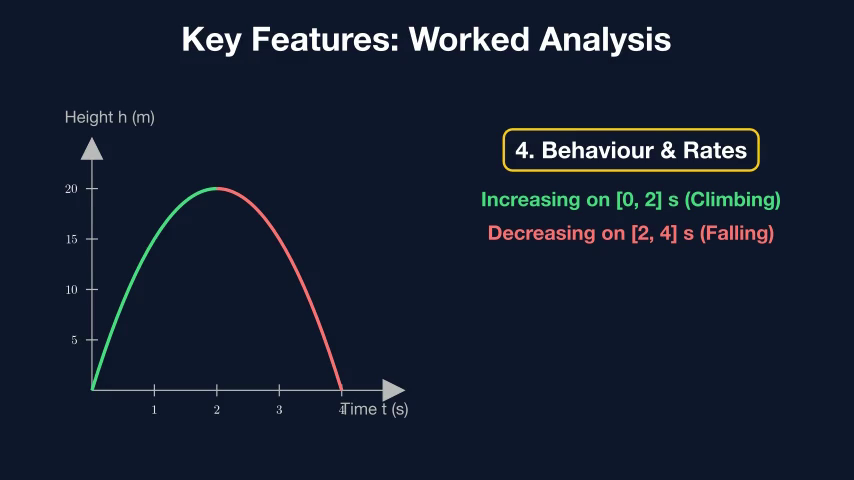 Key Features: Worked Analysis
Height h (m)
4. Behaviour & Rates
Increasing on [0, 2] s (Climbing)
Decreasing on [2, 4] s (Falling)
20
15
10
5
1 2 3 4
Time t (s)